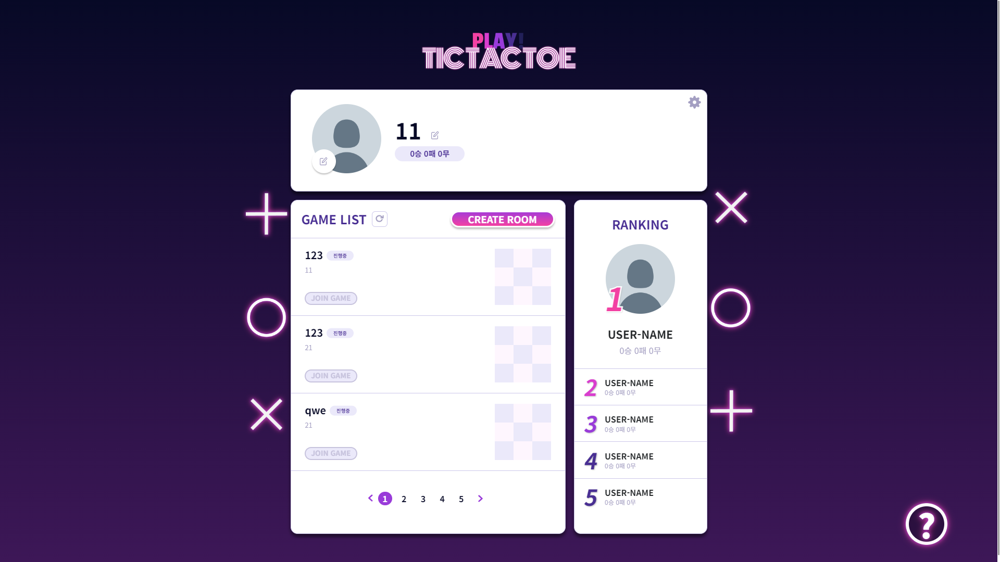 PLAY!
TICTACTOE
11
0승 0패 0무
GAME LIST
CREATE ROOM
123 진행중
11
JOIN GAME
123 진행중
21
JOIN GAME
qwe 진행중
21
JOIN GAME
1 2 3 4 5
RANKING
1
USER-NAME
0승 0패 0무
2 USER-NAME
0승 0패 0무
3 USER-NAME
0승 0패 0무
4 USER-NAME
0승 0패 0무
5 USER-NAME
0승 0패 0무
?